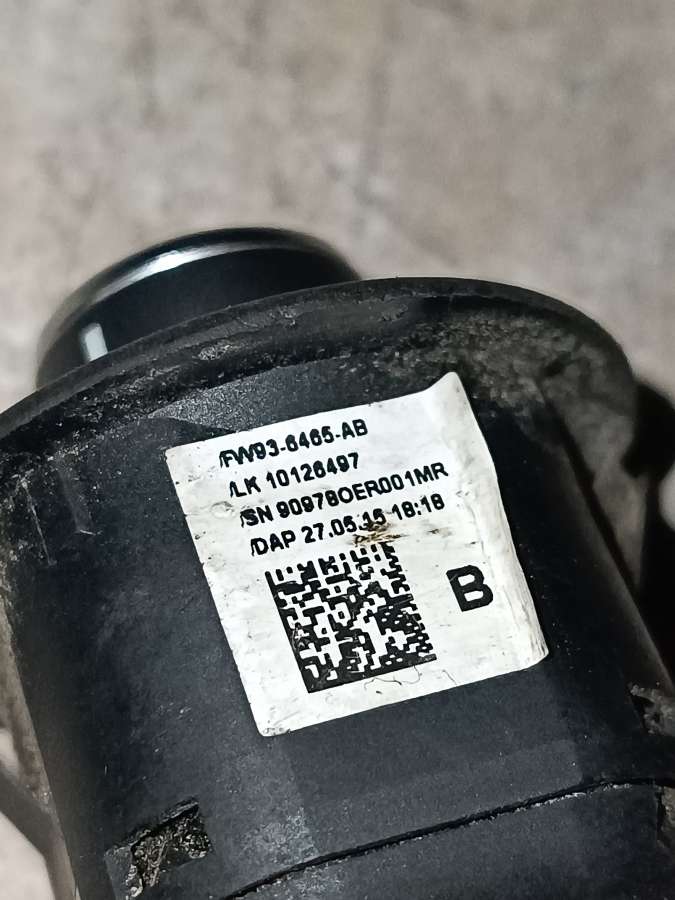 /FW93-6465-AB
/LK 10126497
/SN 90978OER001MR
/DAP 27.05.15 18:18
B